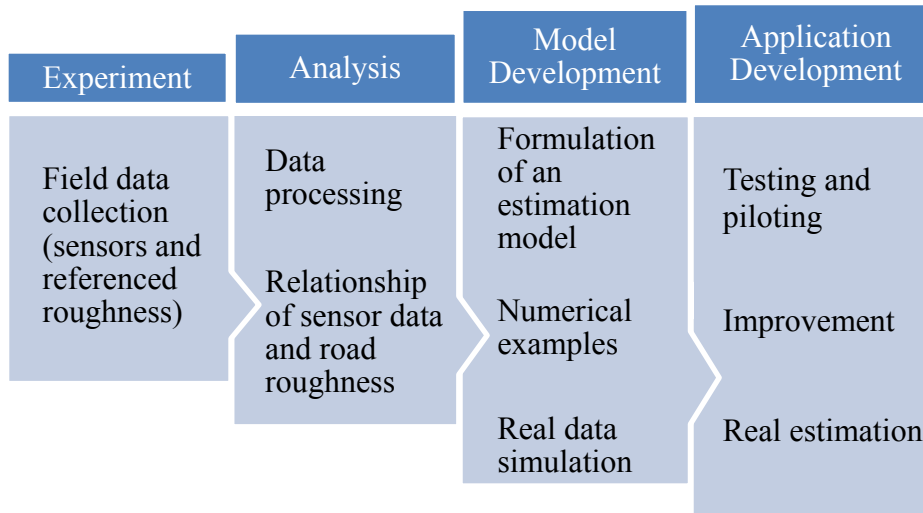 Experiment
Field data
collection
(sensors and
referenced
roughness)
Analysis
Data
processing
Relationship
of sensor data
and road
roughness
Model
Development
Formulation
of an
estimation
model
Numerical
examples
Real data
simulation
Application
Development
Testing and
piloting
Improvement
Real estimation